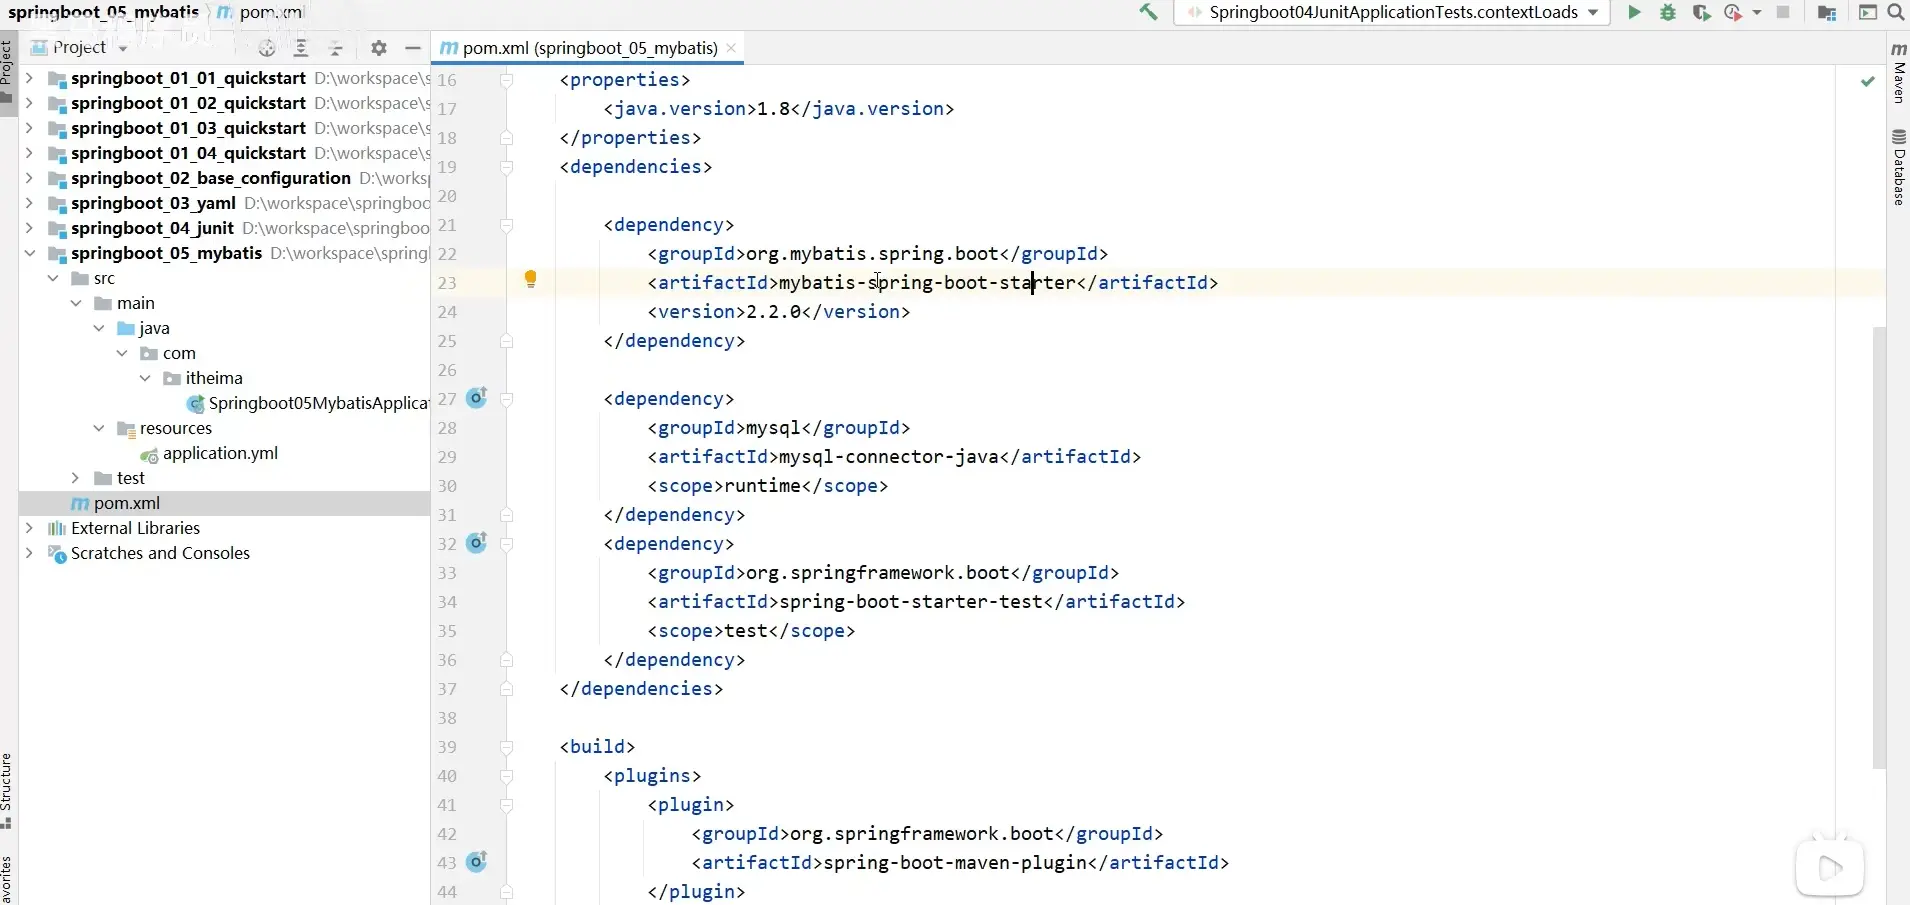 springboot_05_mybatis pom.xml
Springboot04JunitApplicationTests.contextLoads
Project
pom.xml (springboot_05_mybatis)
Project
springboot_01_01_quickstart D:\workspace\s
springboot_01_02_quickstart D:\workspace\s
springboot_01_03_quickstart D:\workspace\s
springboot_01_04_quickstart D:\workspace\s
springboot_02_base_configuration D:\works
springboot_03_yaml D:\workspace\springboo
springboot_04_junit D:\workspace\springboo
springboot_05_mybatis D:\workspace\spring
src
main
java
com
itheima
Springboot05MybatisApplica
resources
application.yml
test
pom.xml
External Libraries
Scratches and Consoles
Structure
avorites
16 <properties>
17 <java.version>1.8</java.version>
18 </properties>
19 <dependencies>
20
21 <dependency>
22 <groupId>org.mybatis.spring.boot</groupId>
23 <artifactId>mybatis-spring-boot-starter</artifactId>
24 <version>2.2.0</version>
25 </dependency>
26
27 <dependency>
28 <groupId>mysql</groupId>
29 <artifactId>mysql-connector-java</artifactId>
30 <scope>runtime</scope>
31 </dependency>
32 <dependency>
33 <groupId>org.springframework.boot</groupId>
34 <artifactId>spring-boot-starter-test</artifactId>
35 <scope>test</scope>
36 </dependency>
37 </dependencies>
38
39 <build>
40 <plugins>
41 <plugin>
42 <groupId>org.springframework.boot</groupId>
43 <artifactId>spring-boot-maven-plugin</artifactId>
44 </plugin>
Maven
Database